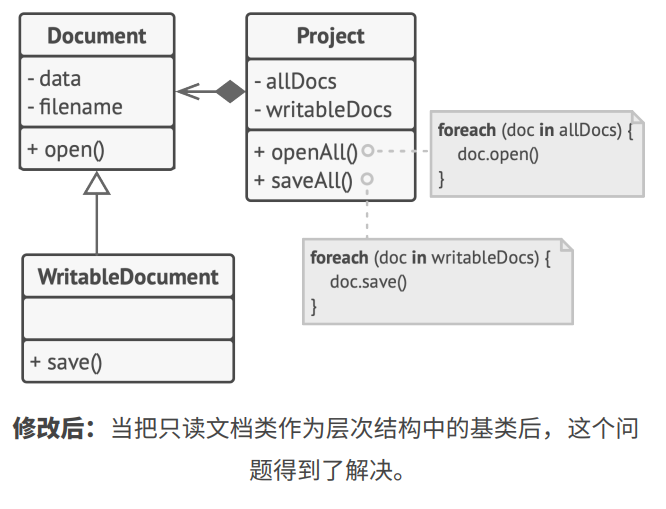 Document
- data
- filename
+ open()
Project
- allDocs
- writableDocs
+ openAll()
+ saveAll()
foreach (doc in allDocs) {
doc.open()
}
foreach (doc in writableDocs) {
doc.save()
}
WritableDocument
+ save()
修改后：当把只读文档类作为层次结构中的基类后，这个问
题得到了解决。